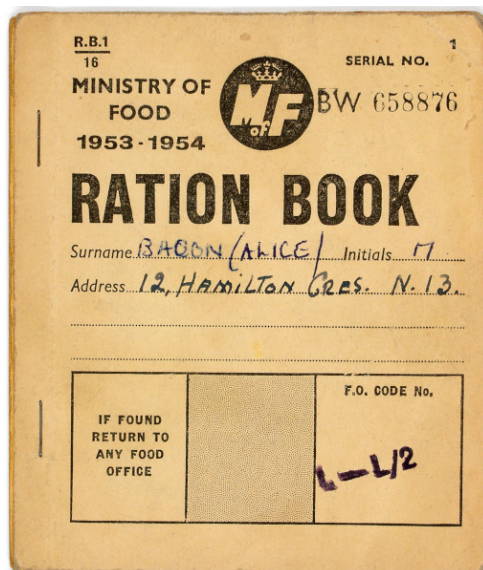 R.B.1
16
MINISTRY OF
FOOD
1953-1954
MofF
SERIAL NO. 1
BW 658876
RATION BOOK
Surname BACON (ALICE) Initials M
Address 12, HAMILTON CRES. N.13.
IF FOUND
RETURN TO
ANY FOOD
OFFICE
F.O. CODE No.
L-L/2